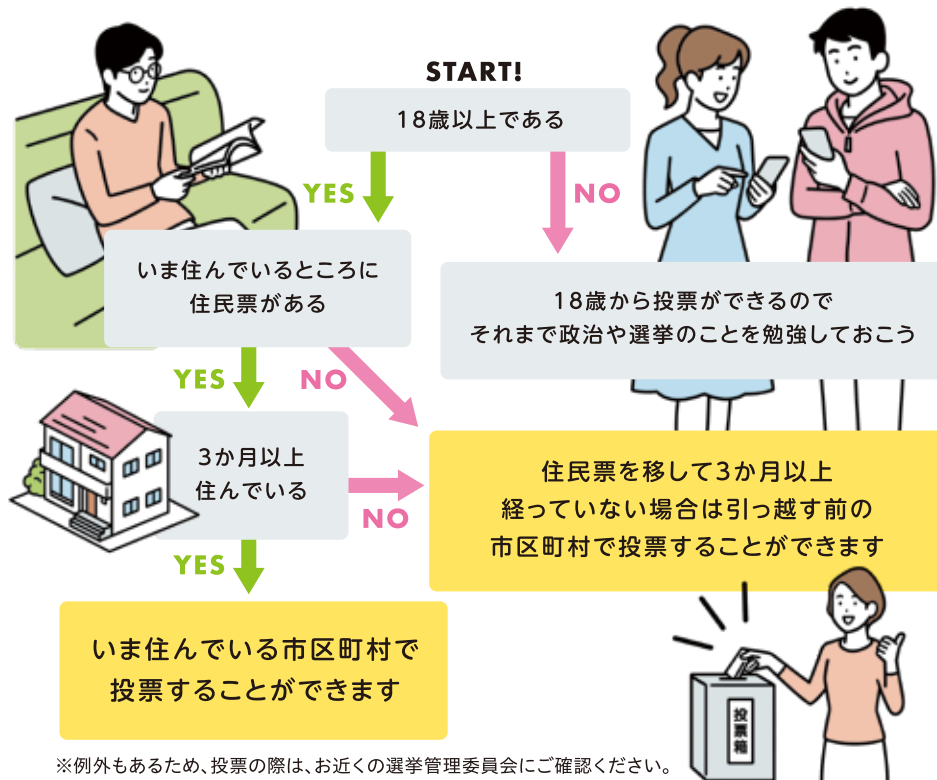 START!
18歳以上である
YES
NO
いま住んでいるところに
住民票がある
18歳から投票ができるので
それまで政治や選挙のことを勉強しておこう
YES
NO
3か月以上
住んでいる
NO
住民票を移して3か月以上
経っていない場合は引っ越す前の
市区町村で投票することができます
YES
いま住んでいる市区町村で
投票することができます
投票箱
※例外もあるため、投票の際は、お近くの選挙管理委員会にご確認ください。